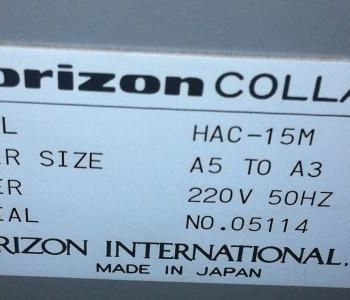 orizon COLLA
L HAC-15M
R SIZE A5 TO A3
ER 220V 50HZ
IAL NO.05114
RIZON INTERNATIONAL.
MADE IN JAPAN